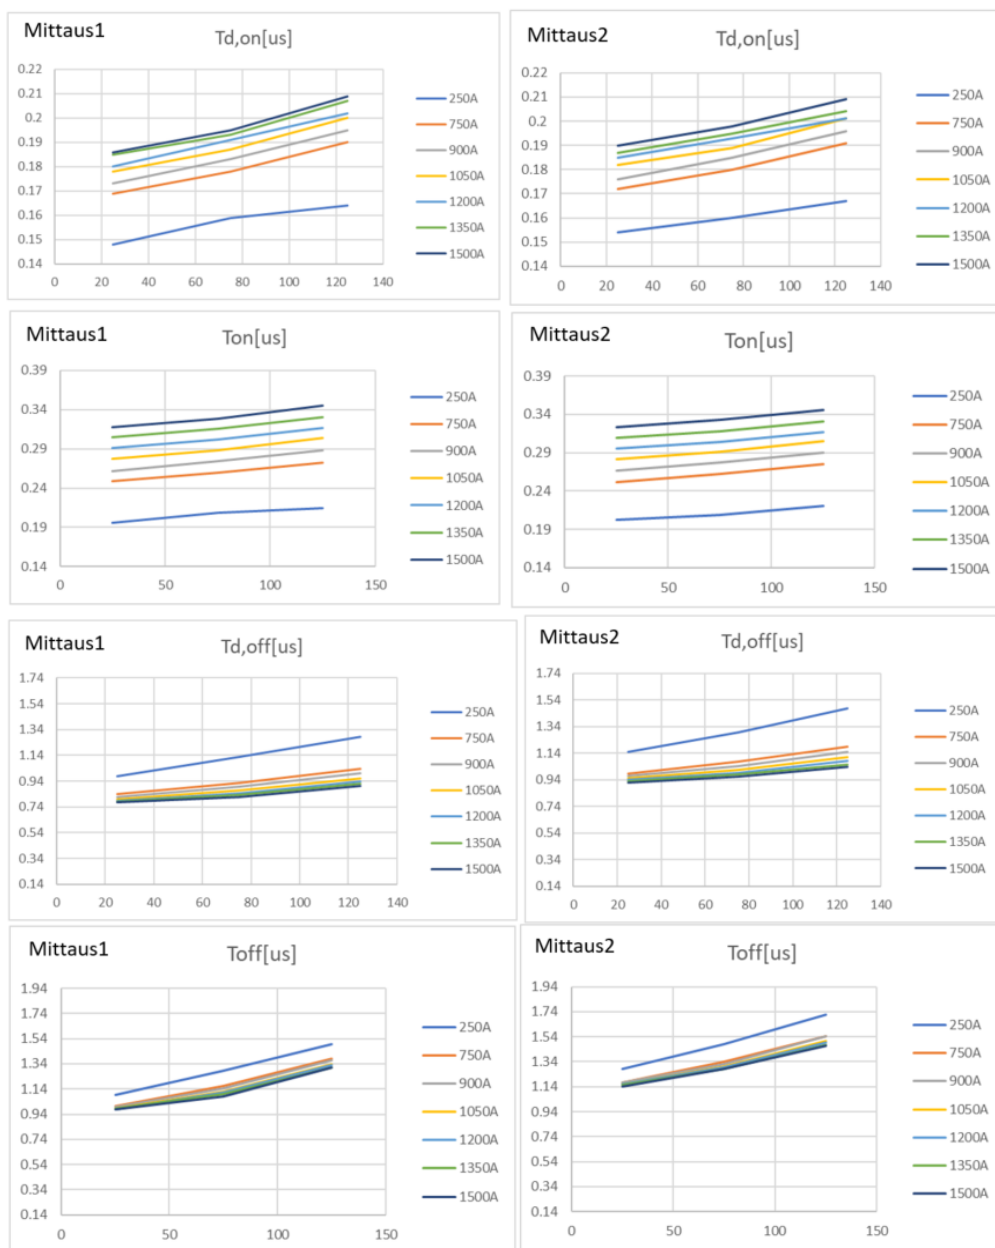 Mittaus1
Td,on[us]
0.22
0.21
0.2
0.19
0.18
0.17
0.16
0.15
0.14
0 20 40 60 80 100 120 140
250A
750A
900A
1050A
1200A
1350A
1500A
Mittaus2
Td,on[us]
0.22
0.21
0.2
0.19
0.18
0.17
0.16
0.15
0.14
0 20 40 60 80 100 120 140
250A
750A
900A
1050A
1200A
1350A
1500A
Mittaus1
Ton[us]
0.39
0.34
0.29
0.24
0.19
0.14
0 50 100 150
250A
750A
900A
1050A
1200A
1350A
1500A
Mittaus2
Ton[us]
0.39
0.34
0.29
0.24
0.19
0.14
0 50 100 150
250A
750A
900A
1050A
1200A
1350A
1500A
Mittaus1
Td,off[us]
1.74
1.54
1.34
1.14
0.94
0.74
0.54
0.34
0.14
0 20 40 60 80 100 120 140
250A
750A
900A
1050A
1200A
1350A
1500A
Mittaus2
Td,off[us]
1.74
1.54
1.34
1.14
0.94
0.74
0.54
0.34
0.14
0 20 40 60 80 100 120 140
250A
750A
900A
1050A
1200A
1350A
1500A
Mittaus1
Toff[us]
1.94
1.74
1.54
1.34
1.14
0.94
0.74
0.54
0.34
0.14
0 50 100 150
250A
750A
900A
1050A
1200A
1350A
1500A
Mittaus2
Toff[us]
1.94
1.74
1.54
1.34
1.14
0.94
0.74
0.54
0.34
0.14
0 50 100 150
250A
750A
900A
1050A
1200A
1350A
1500A